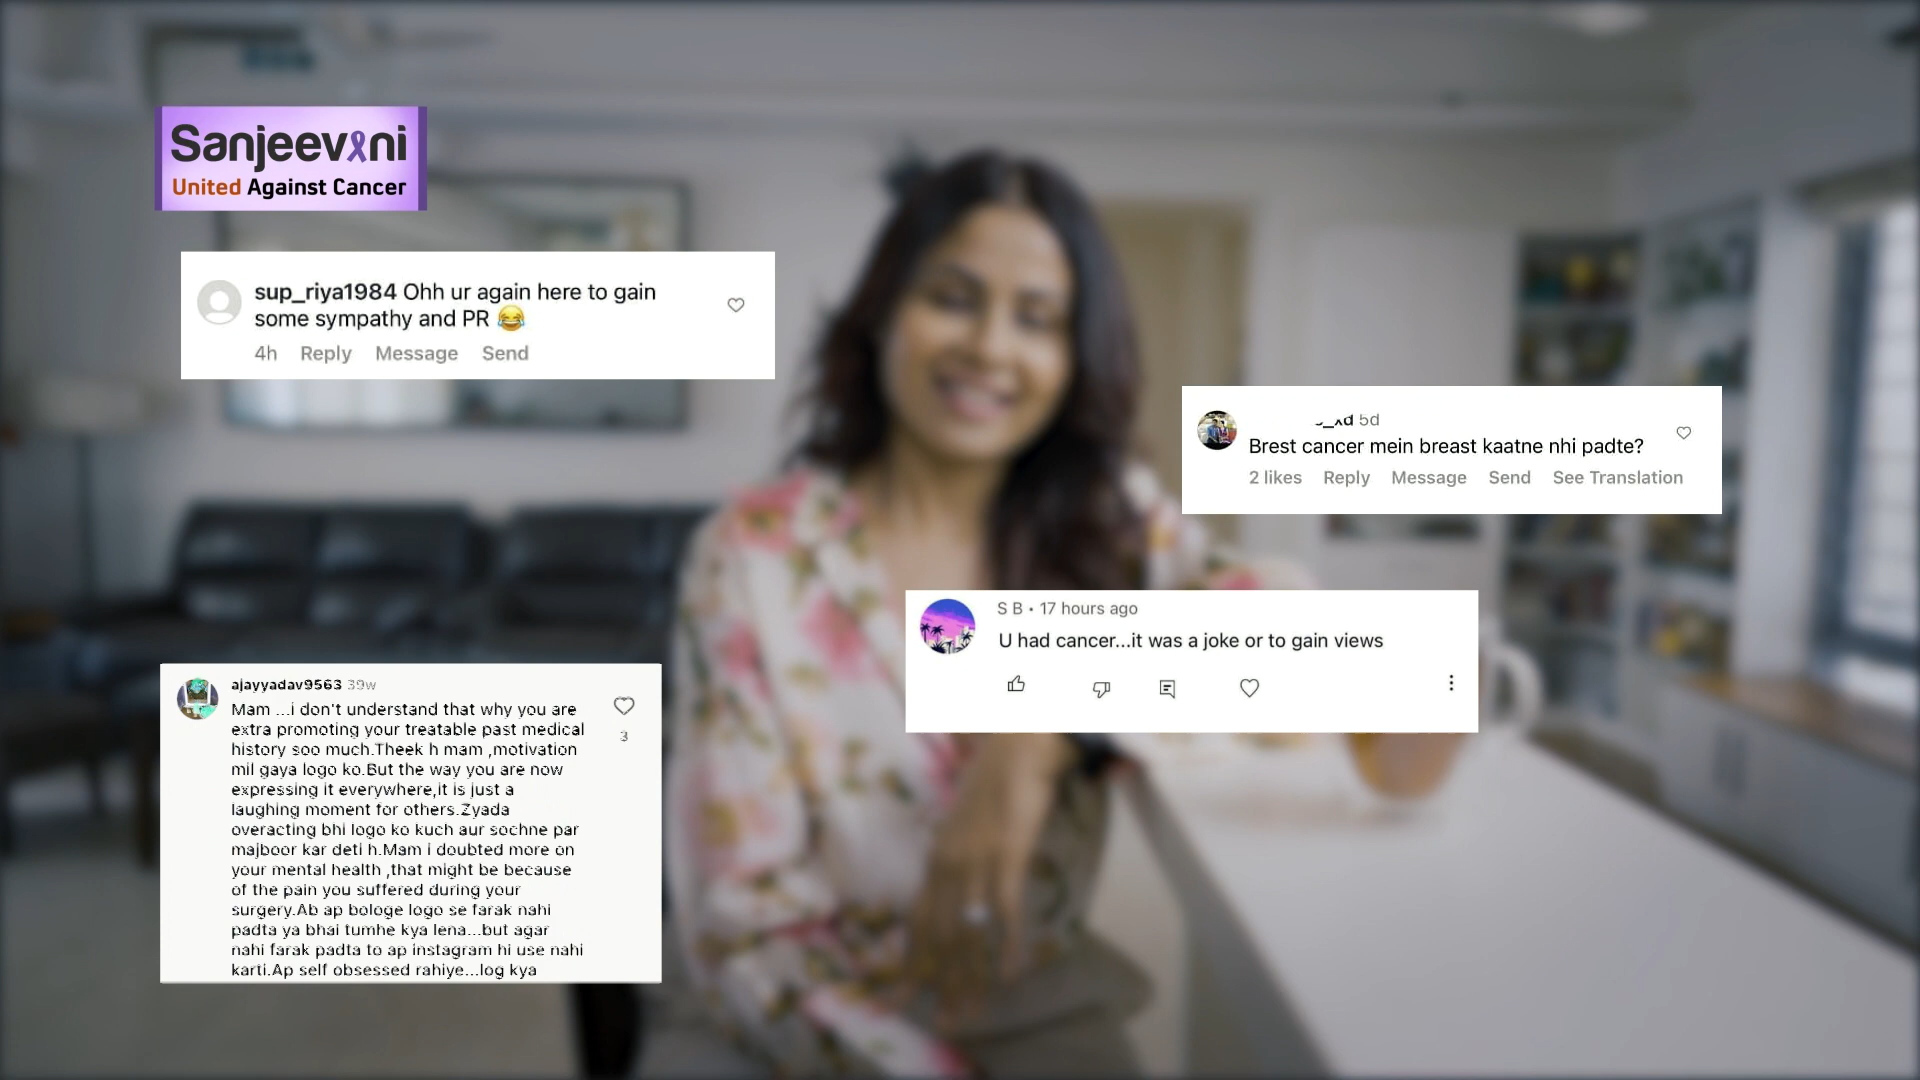 Sanjeevani
United Against Cancer
sup_riya1984 Ohh ur again here to gain
some sympathy and PR 😂
4h Reply Message Send
5d
Brest cancer mein breast kaatne nhi padte?
2 likes Reply Message Send See Translation
S B • 17 hours ago
U had cancer...it was a joke or to gain views
ajayyadav9563 39w
Mam ...i don't understand that why you are
extra promoting your treatable past medical
history soo much.Theek h mam ,motivation
mil gaya logo ko.But the way you are now
expressing it everywhere,it is just a
laughing moment for others.Zyada
overacting bhi logo ko kuch aur sochne par
majboor kar deti h.Mam i doubted more on
your mental health ,that might be because
of the pain you suffered during your
surgery.Ab ap bologe logo se farak nahi
padta ya bhai tumhe kya lena...but agar
nahi farak padta to ap instagram hi use nahi
karti.Ap self obsessed rahiye...log kya
3